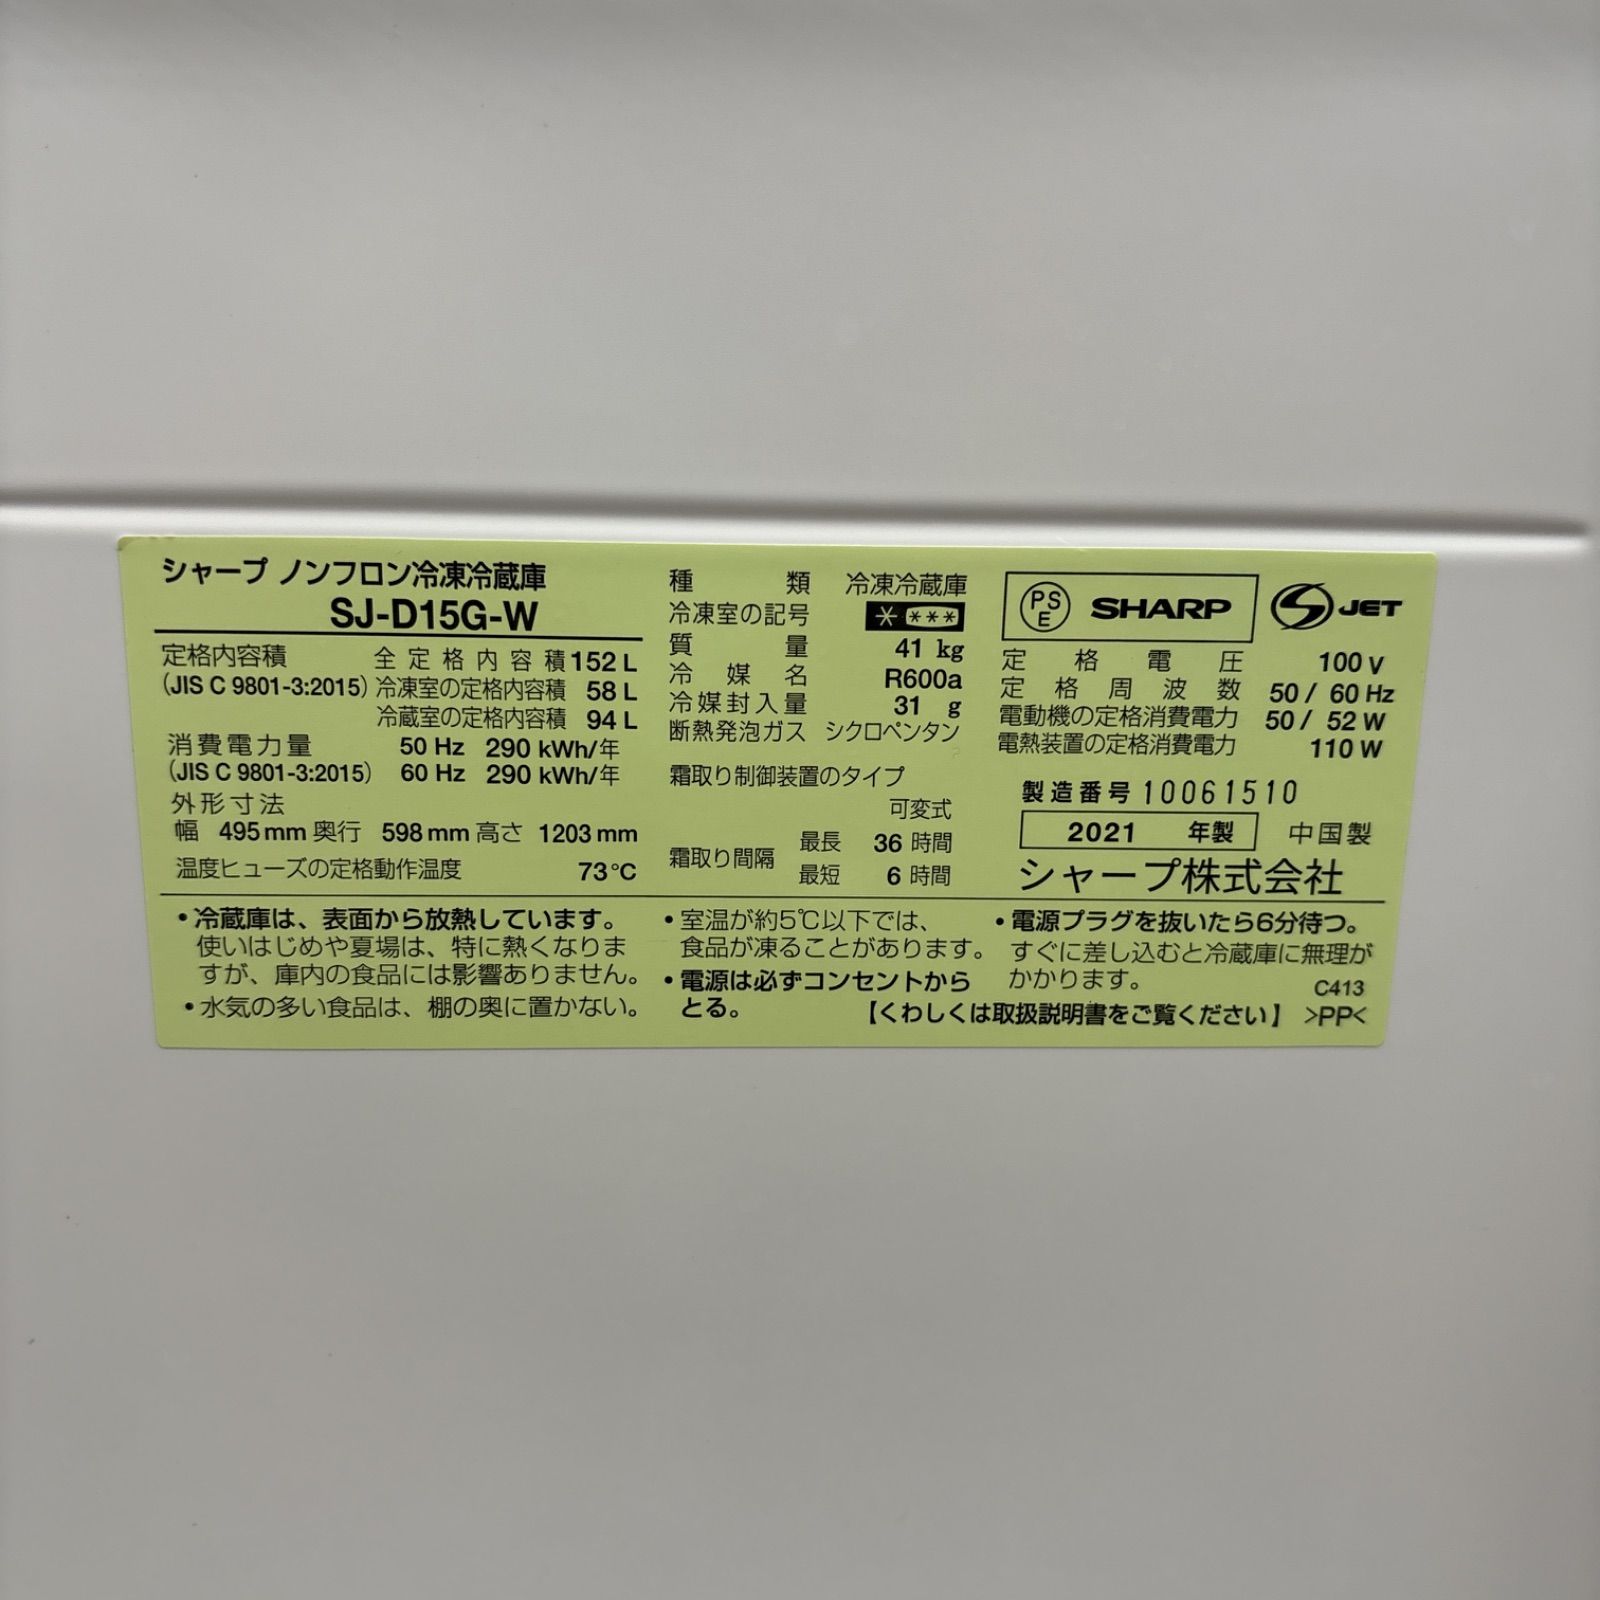 シャープ ノンフロン冷凍冷蔵庫
SJ-D15G-W
定格内容積 全定格内容積 152 L
(JIS C 9801-3:2015) 冷凍室の定格内容積 58 L
冷蔵室の定格内容積 94 L
消費電力量 50 Hz 290 kWh/年
(JIS C 9801-3:2015) 60 Hz 290 kWh/年
外形寸法
幅 495 mm 奥行 598 mm 高さ 1203 mm
温度ヒューズの定格動作温度 73℃
種類 冷凍冷蔵庫
冷凍室の記号 * ***
質量 41 kg
冷媒名 R600a
冷媒封入量 31 g
断熱発泡ガス シクロペンタン
霜取り制御装置のタイプ
可変式
霜取り間隔 最長 36 時間
最短 6 時間
PSE SHARP S JET
定格電圧 100 V
定格周波数 50 / 60 Hz
電動機の定格消費電力 50 / 52 W
電熱装置の定格消費電力 110 W
製造番号 10061510
2021 年製 中国製
シャープ株式会社
・冷蔵庫は、表面から放熱しています。
使いはじめや夏場は、特に熱くなりま
すが、庫内の食品には影響ありません。
・水気の多い食品は、棚の奥に置かない。
・室温が約5℃以下では、
食品が凍ることがあります。
・電源は必ずコンセントから
とる。
・電源プラグを抜いたら6分待つ。
すぐに差し込むと冷蔵庫に無理が
かかります。
C413
【くわしくは取扱説明書をご覧ください】 >PP<